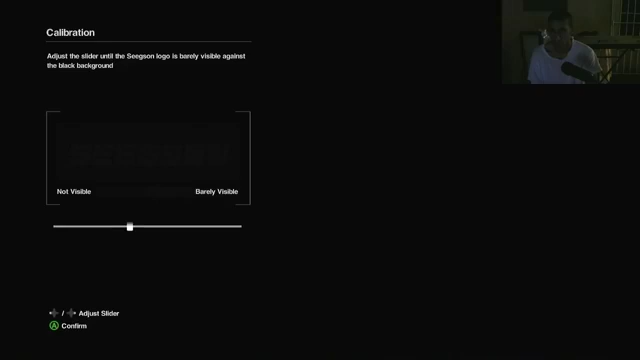 Calibration
Adjust the slider until the Seegson logo is barely visible against
the black background
SEEGSON
Not Visible
Barely Visible
/ Adjust Slider
A Confirm